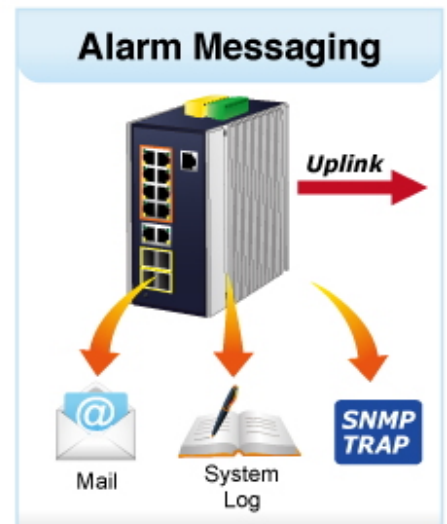 Alarm Messaging
Uplink
@
Mail
System
Log
SNMP
TRAP